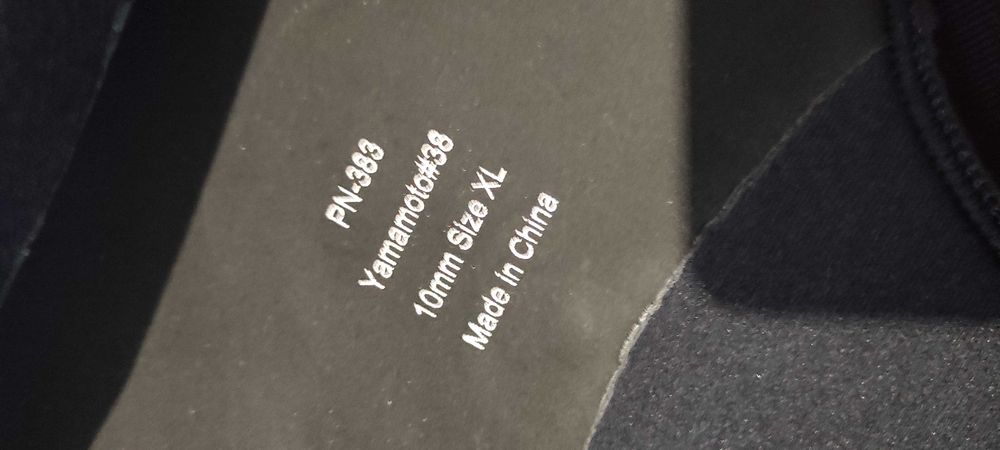 PN-383
Yamamoto#38
10mm Size XL
Made in China